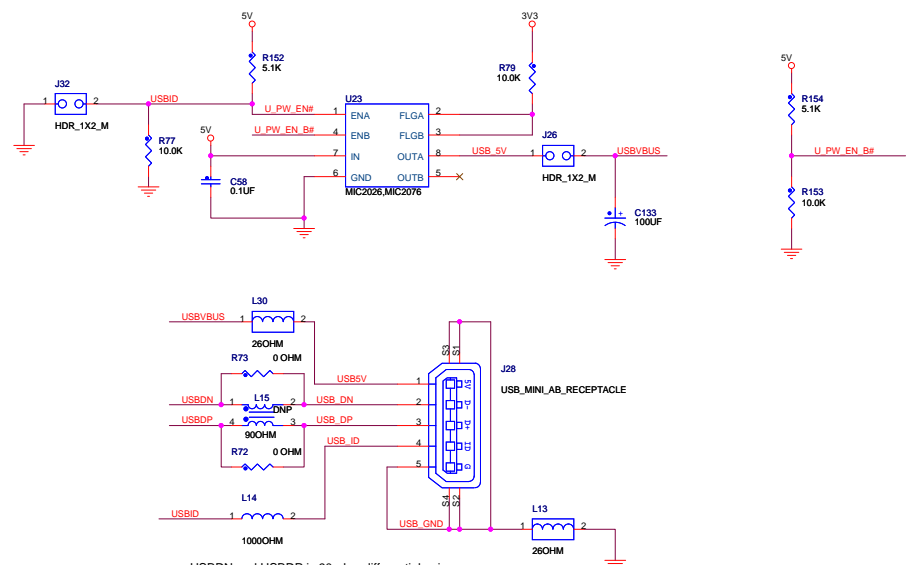 5V
3V3
R152
5.1K
J32
1 2
HDR_1X2_M
USBID
R77
10.0K
5V
C58
0.1UF
U_PW_EN#
U_PW_EN_B#
U23
1 ENA FLGA 2
4 ENB FLGB 3
7 IN OUTA 8
6 GND OUTB 5
MIC2026,MIC2076
R79
10.0K
USB_5V
J26
1 2
HDR_1X2_M
USBVBUS
C133
100UF
5V
R154
5.1K
U_PW_EN_B#
R153
10.0K
L30
USBVBUS 1 2
26OHM
R73 0 OHM
USB5V 1
L15
USBDN 1 2 USB_DN 2
DNP
USBDP 4 3 USB_DP 3
90OHM
USB_ID 4
R72 0 OHM
5
L14
USBID 1 2
1000OHM
S3 S1
5V
D-
D+
ID
G
S4 S2
J28
USB_MINI_AB_RECEPTACLE
USB_GND
L13
1 2
26OHM